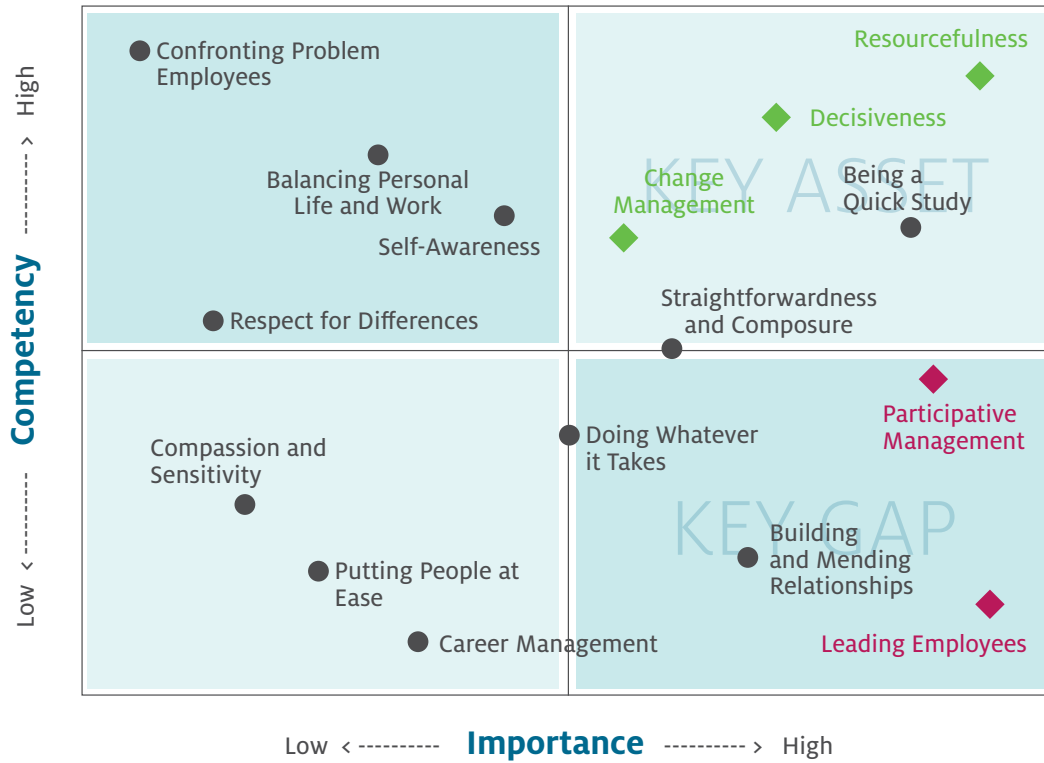 High
Competency
Low
Confronting Problem
Employees
Balancing Personal
Life and Work
Self-Awareness
Respect for Differences
KEY ASSET
Resourcefulness
Decisiveness
Change
Management
Being a
Quick Study
Straightforwardness
and Composure
Compassion and
Sensitivity
Putting People at
Ease
Career Management
KEY GAP
Participative
Management
Doing Whatever
it Takes
Building
and Mending
Relationships
Leading Employees
Low < --------- Importance ---------- > High